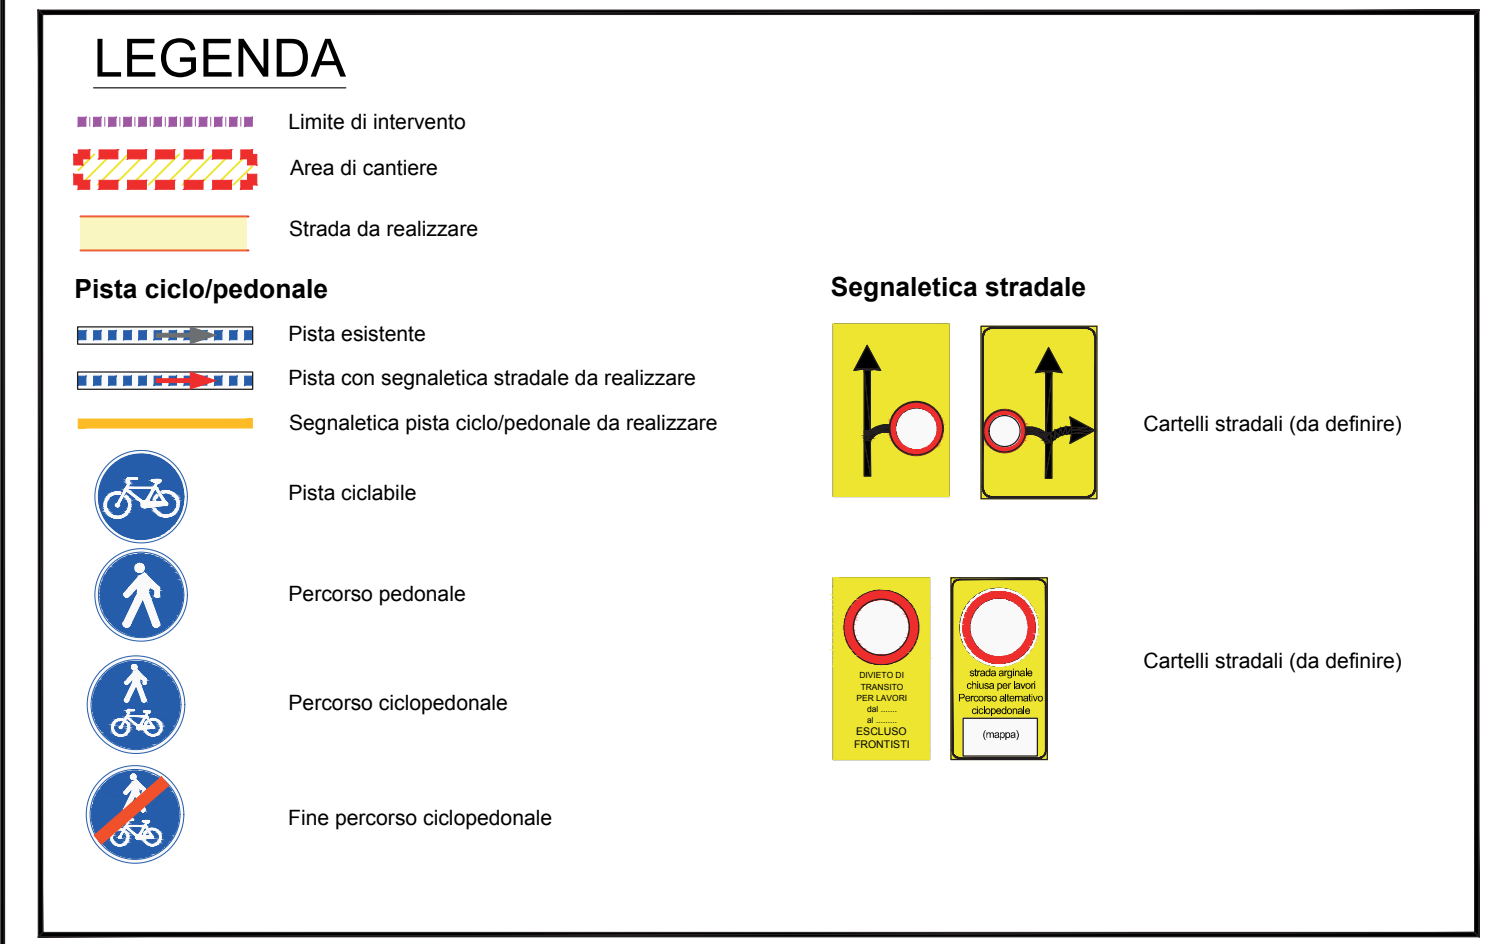 LEGENDA
Limite di intervento
Area di cantiere
Strada da realizzare
Pista ciclo/pedonale
Pista esistente
Pista con segnaletica stradale da realizzare
Segnaletica pista ciclo/pedonale da realizzare
Pista ciclabile
Percorso pedonale
Percorso ciclopedonale
Fine percorso ciclopedonale
Segnaletica stradale
Cartelli stradali (da definire)
DIVIETO DI
TRANSITO
PER LAVORI
dal .......
al .........
ESCLUSO
FRONTISTI
strada arginale
chiusa per lavori
Percorso alternativo
ciclopedonale
(mappa)
Cartelli stradali (da definire)